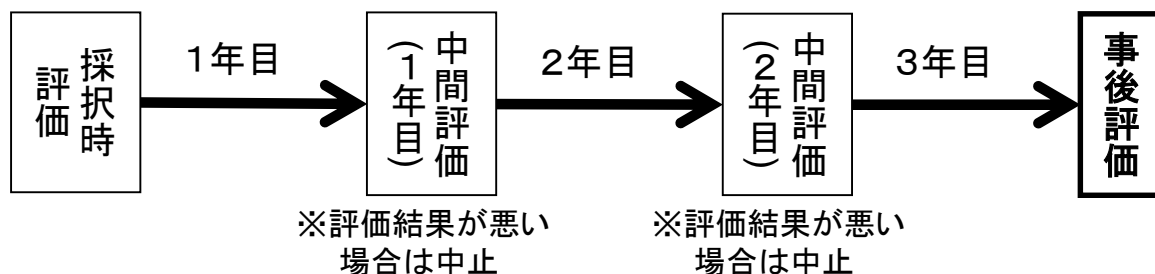 採択時
評価
1年目
中間評価
(1年目)
2年目
中間評価
(2年目)
3年目
事後評価
※評価結果が悪い
場合は中止
※評価結果が悪い
場合は中止